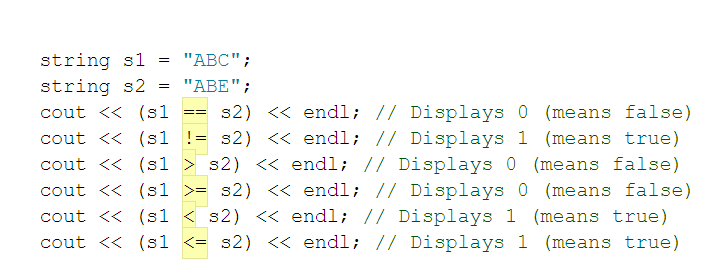 string s1 = "ABC";
string s2 = "ABE";
cout << (s1 == s2) << endl; // Displays 0 (means false)
cout << (s1 != s2) << endl; // Displays 1 (means true)
cout << (s1 > s2) << endl; // Displays 0 (means false)
cout << (s1 >= s2) << endl; // Displays 0 (means false)
cout << (s1 < s2) << endl; // Displays 1 (means true)
cout << (s1 <= s2) << endl; // Displays 1 (means true)